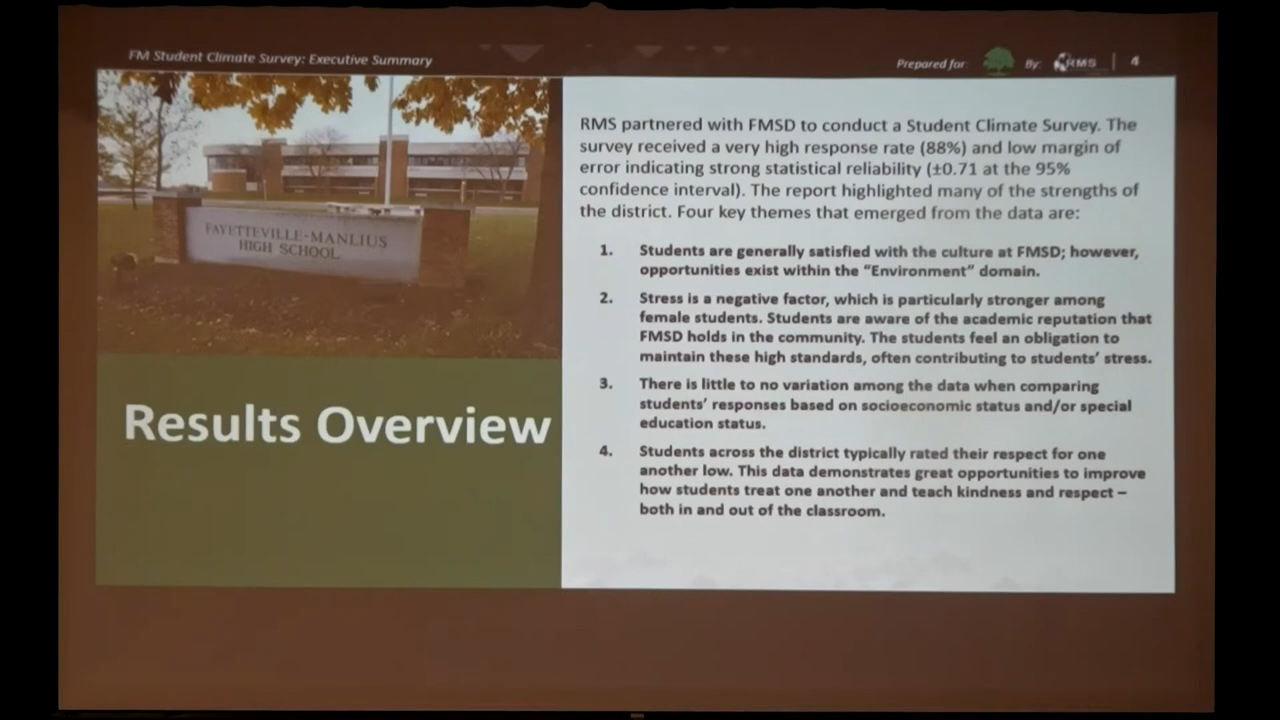 FM Student Climate Survey: Executive Summary
Prepared for: By: RMS | 4
FAYETTEVILLE-MANLIUS
HIGH SCHOOL
Results Overview
RMS partnered with FMSD to conduct a Student Climate Survey. The
survey received a very high response rate (88%) and low margin of
error indicating strong statistical reliability (±0.71 at the 95%
confidence interval). The report highlighted many of the strengths of
the district. Four key themes that emerged from the data are:
1. Students are generally satisfied with the culture at FMSD; however,
opportunities exist within the “Environment” domain.
2. Stress is a negative factor, which is particularly stronger among
female students. Students are aware of the academic reputation that
FMSD holds in the community. The students feel an obligation to
maintain these high standards, often contributing to students’ stress.
3. There is little to no variation among the data when comparing
students’ responses based on socioeconomic status and/or special
education status.
4. Students across the district typically rated their respect for one
another low. This data demonstrates great opportunities to improve
how students treat one another and teach kindness and respect –
both in and out of the classroom.